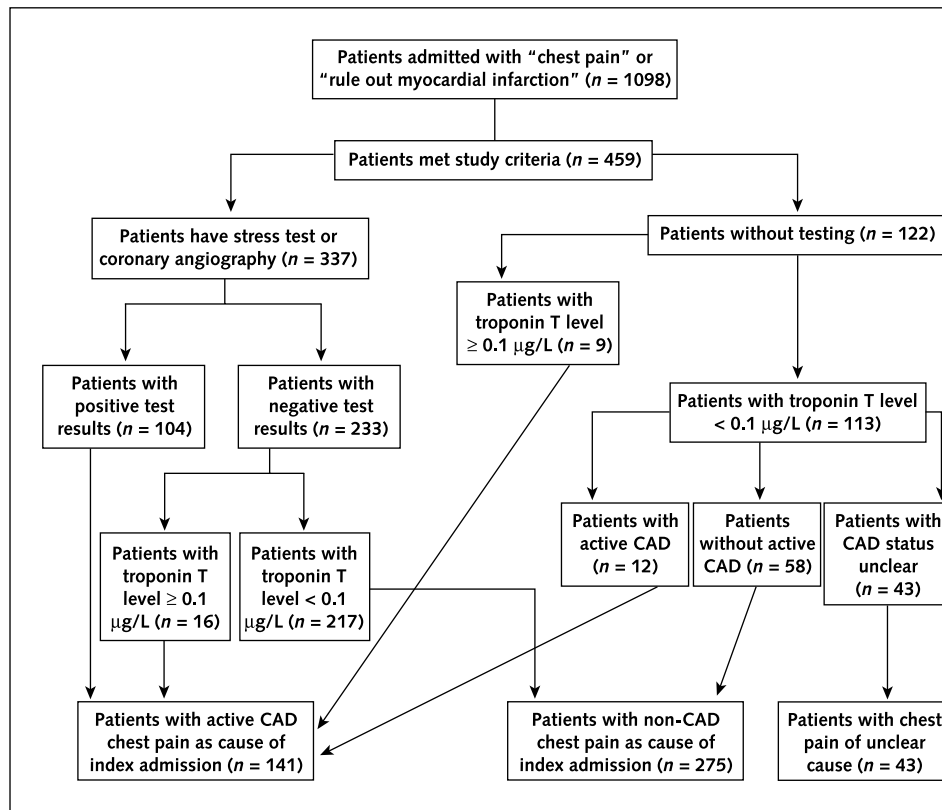 Patients admitted with “chest pain” or
“rule out myocardial infarction” (n = 1098)
Patients met study criteria (n = 459)
Patients have stress test or
coronary angiography (n = 337)
Patients without testing (n = 122)
Patients with
troponin T level
≥ 0.1 μg/L (n = 9)
Patients with
positive test
results (n = 104)
Patients with
negative test
results (n = 233)
Patients with troponin T level
< 0.1 μg/L (n = 113)
Patients with
troponin T
level ≥ 0.1
μg/L (n = 16)
Patients with
troponin T
level < 0.1
μg/L (n = 217)
Patients with
active CAD
(n = 12)
Patients
without active
CAD (n = 58)
Patients with
CAD status
unclear
(n = 43)
Patients with active CAD
chest pain as cause of
index admission (n = 141)
Patients with non-CAD
chest pain as cause of
index admission (n = 275)
Patients with chest
pain of unclear
cause (n = 43)